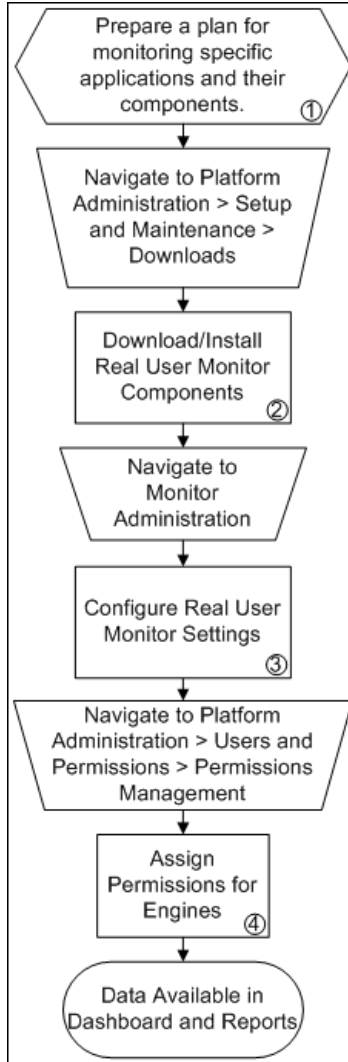 Prepare a plan for
monitoring specific
applications and their
components.
①
Navigate to Platform
Administration > Setup
and Maintenance >
Downloads
Download/Install
Real User Monitor
Components
②
Navigate to
Monitor
Administration
Configure Real User
Monitor Settings
③
Navigate to Platform
Administration > Users and
Permissions > Permissions
Management
Assign
Permissions for
Engines
④
Data Available in
Dashboard and Reports